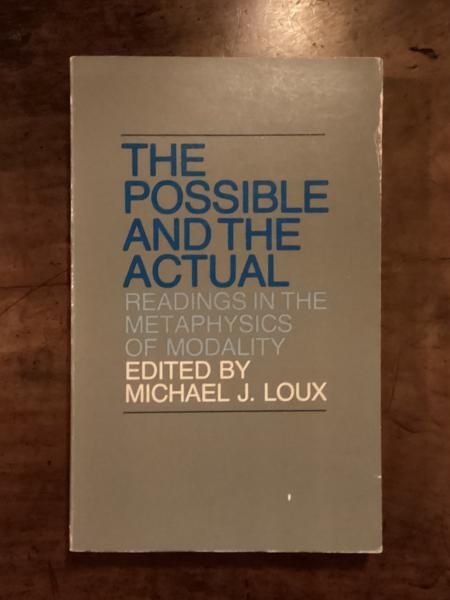 THE
POSSIBLE
AND THE
ACTUAL
READINGS IN THE
METAPHYSICS
OF MODALITY
EDITED BY
MICHAEL J. LOUX